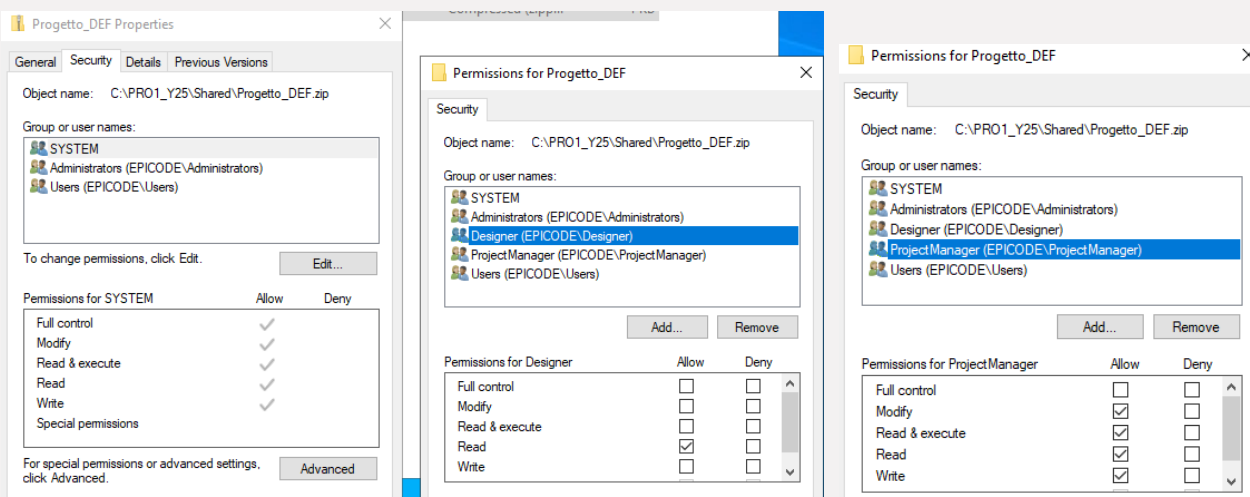 Progetto_DEF Properties
General Security Details Previous Versions
Object name: C:\PRO1_Y25\Shared\Progetto_DEF.zip
Group or user names:
SYSTEM
Administrators (EPICODE\Administrators)
Users (EPICODE\Users)
To change permissions, click Edit.
Edit...
Permissions for SYSTEM Allow Deny
Full control
Modify
Read & execute
Read
Write
Special permissions
For special permissions or advanced settings,
click Advanced.
Advanced
Permissions for Progetto_DEF
Security
Object name: C:\PRO1_Y25\Shared\Progetto_DEF.zip
Group or user names:
SYSTEM
Administrators (EPICODE\Administrators)
Designer (EPICODE\Designer)
ProjectManager (EPICODE\ProjectManager)
Users (EPICODE\Users)
Add... Remove
Permissions for Designer Allow Deny
Full control
Modify
Read & execute
Read
Write
Permissions for Progetto_DEF
Security
Object name: C:\PRO1_Y25\Shared\Progetto_DEF.zip
Group or user names:
SYSTEM
Administrators (EPICODE\Administrators)
Designer (EPICODE\Designer)
ProjectManager (EPICODE\ProjectManager)
Users (EPICODE\Users)
Add... Remove
Permissions for ProjectManager Allow Deny
Full control
Modify
Read & execute
Read
Write